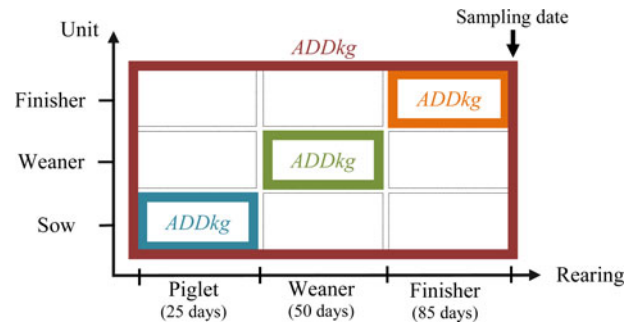 Sampling date
Unit
ADDkg
Finisher
ADDkg
Weaner
ADDkg
Sow
ADDkg
Rearing
Piglet
Weaner
Finisher
(25 days)
(50 days)
(85 days)